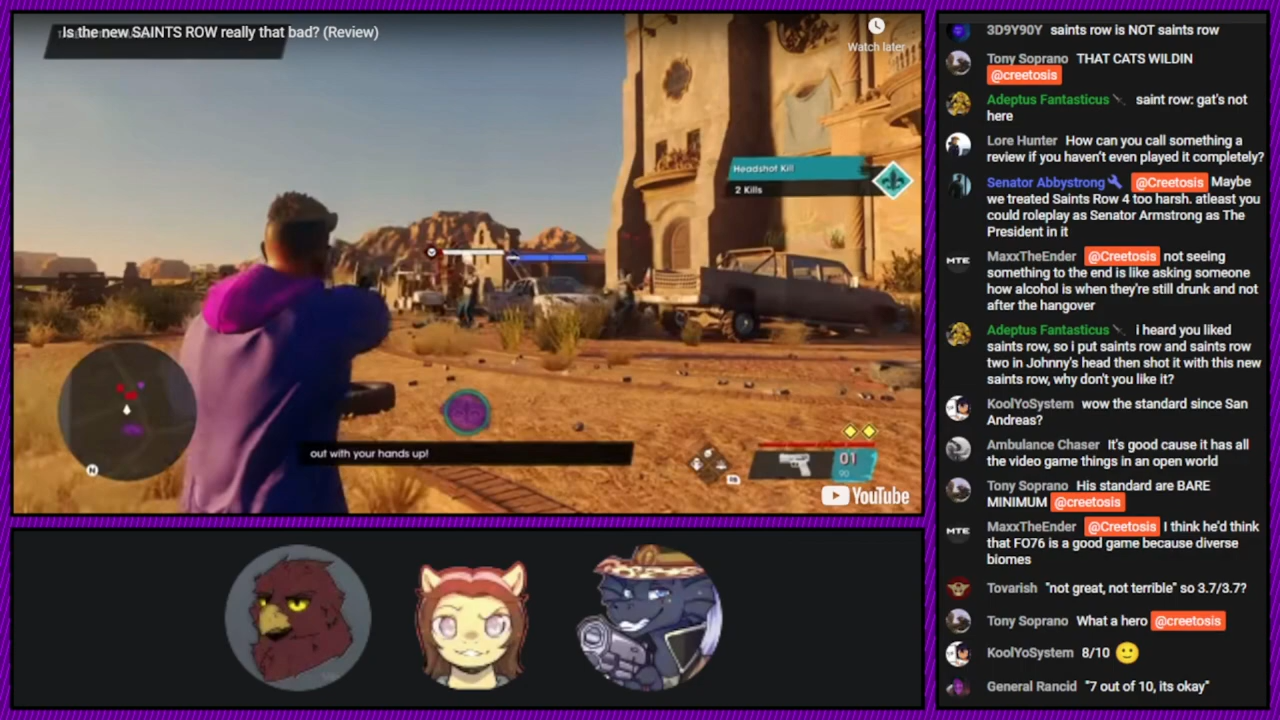 Is the new SAINTS ROW really that bad? (Review)
Watch later
Headshot Kill
2 Kills
out with your hands up!
01
90
N
YouTube
3D9Y90Y saints row is NOT saints row
Tony Soprano THAT CATS WILDIN
@creetosis
Adeptus Fantasticus saint row: gat's not
here
Lore Hunter How can you call something a
review if you haven't even played it completely?
Senator Abbystrong @Creetosis Maybe
we treated Saints Row 4 too harsh. atleast you
could roleplay as Senator Armstrong as The
President in it
MTE
MaxxTheEnder @Creetosis not seeing
something to the end is like asking someone
how alcohol is when they're still drunk and not
after the hangover
Adeptus Fantasticus i heard you liked
saints row, so i put saints row and saints row
two in Johnny's head then shot it with this new
saints row, why don't you like it?
KoolYoSystem wow the standard since San
Andreas?
Ambulance Chaser It's good cause it has all
the video game things in an open world
Tony Soprano His standard are BARE
MINIMUM @creetosis
MTE
MaxxTheEnder @Creetosis I think he'd think
that FO76 is a good game because diverse
biomes
Tovarish "not great, not terrible" so 3.7/3.7?
Tony Soprano What a hero @creetosis
KoolYoSystem 8/10 🙂
General Rancid "7 out of 10, its okay"